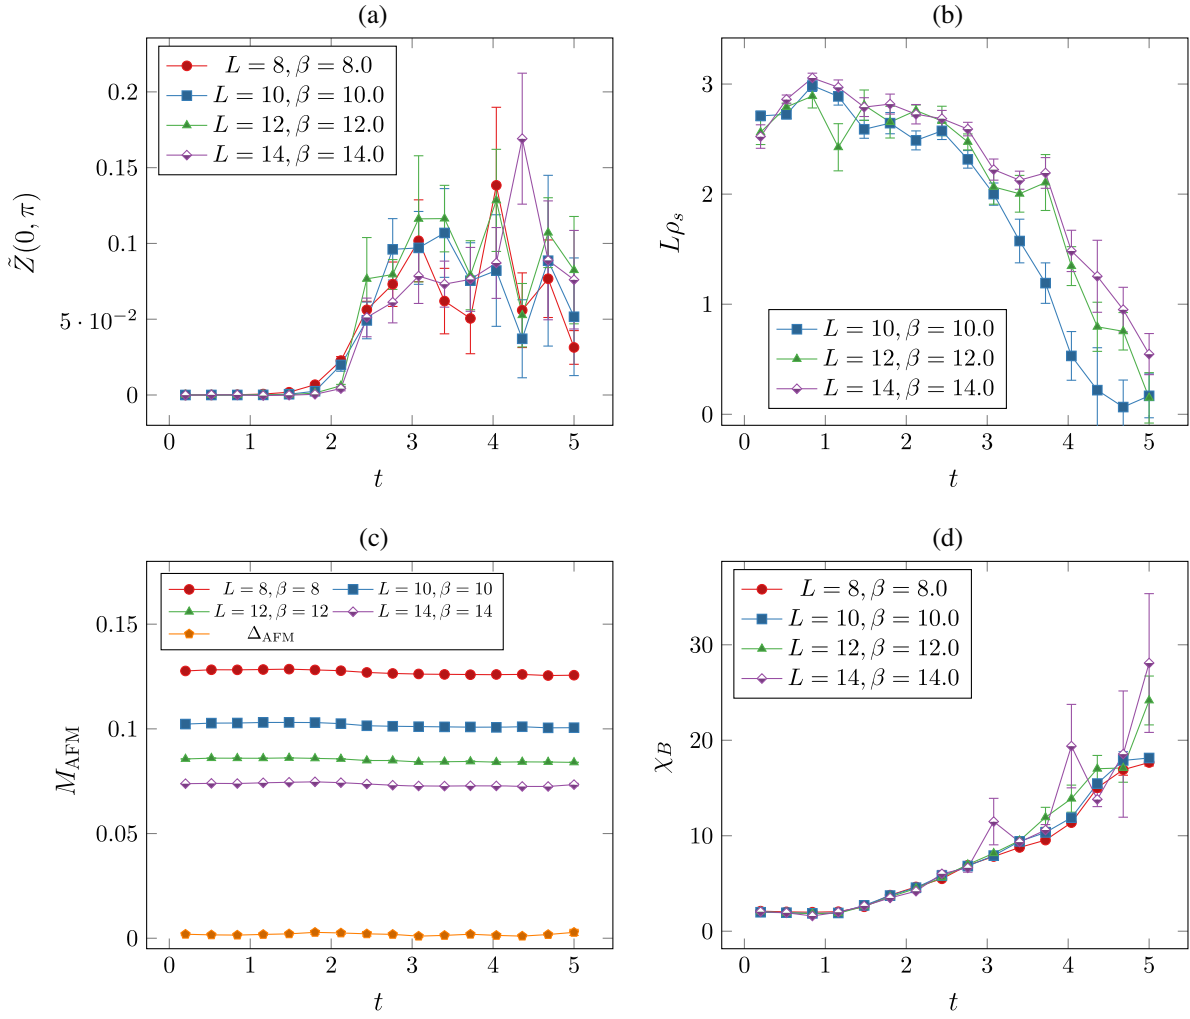 (a)
L = 8, β = 8.0
L = 10, β = 10.0
L = 12, β = 12.0
L = 14, β = 14.0
0.2
0.15
0.1
5 · 10⁻²
0
Z̃(0, π)
0 1 2 3 4 5
t
(b)
3
2
1
0
Lρₛ
L = 10, β = 10.0
L = 12, β = 12.0
L = 14, β = 14.0
0 1 2 3 4 5
t
(c)
L = 8, β = 8 L = 10, β = 10
L = 12, β = 12 L = 14, β = 14
Δ_AFM
0.15
0.1
0.05
0
M_AFM
0 1 2 3 4 5
t
(d)
L = 8, β = 8.0
L = 10, β = 10.0
L = 12, β = 12.0
L = 14, β = 14.0
30
20
10
0
χ_B
0 1 2 3 4 5
t